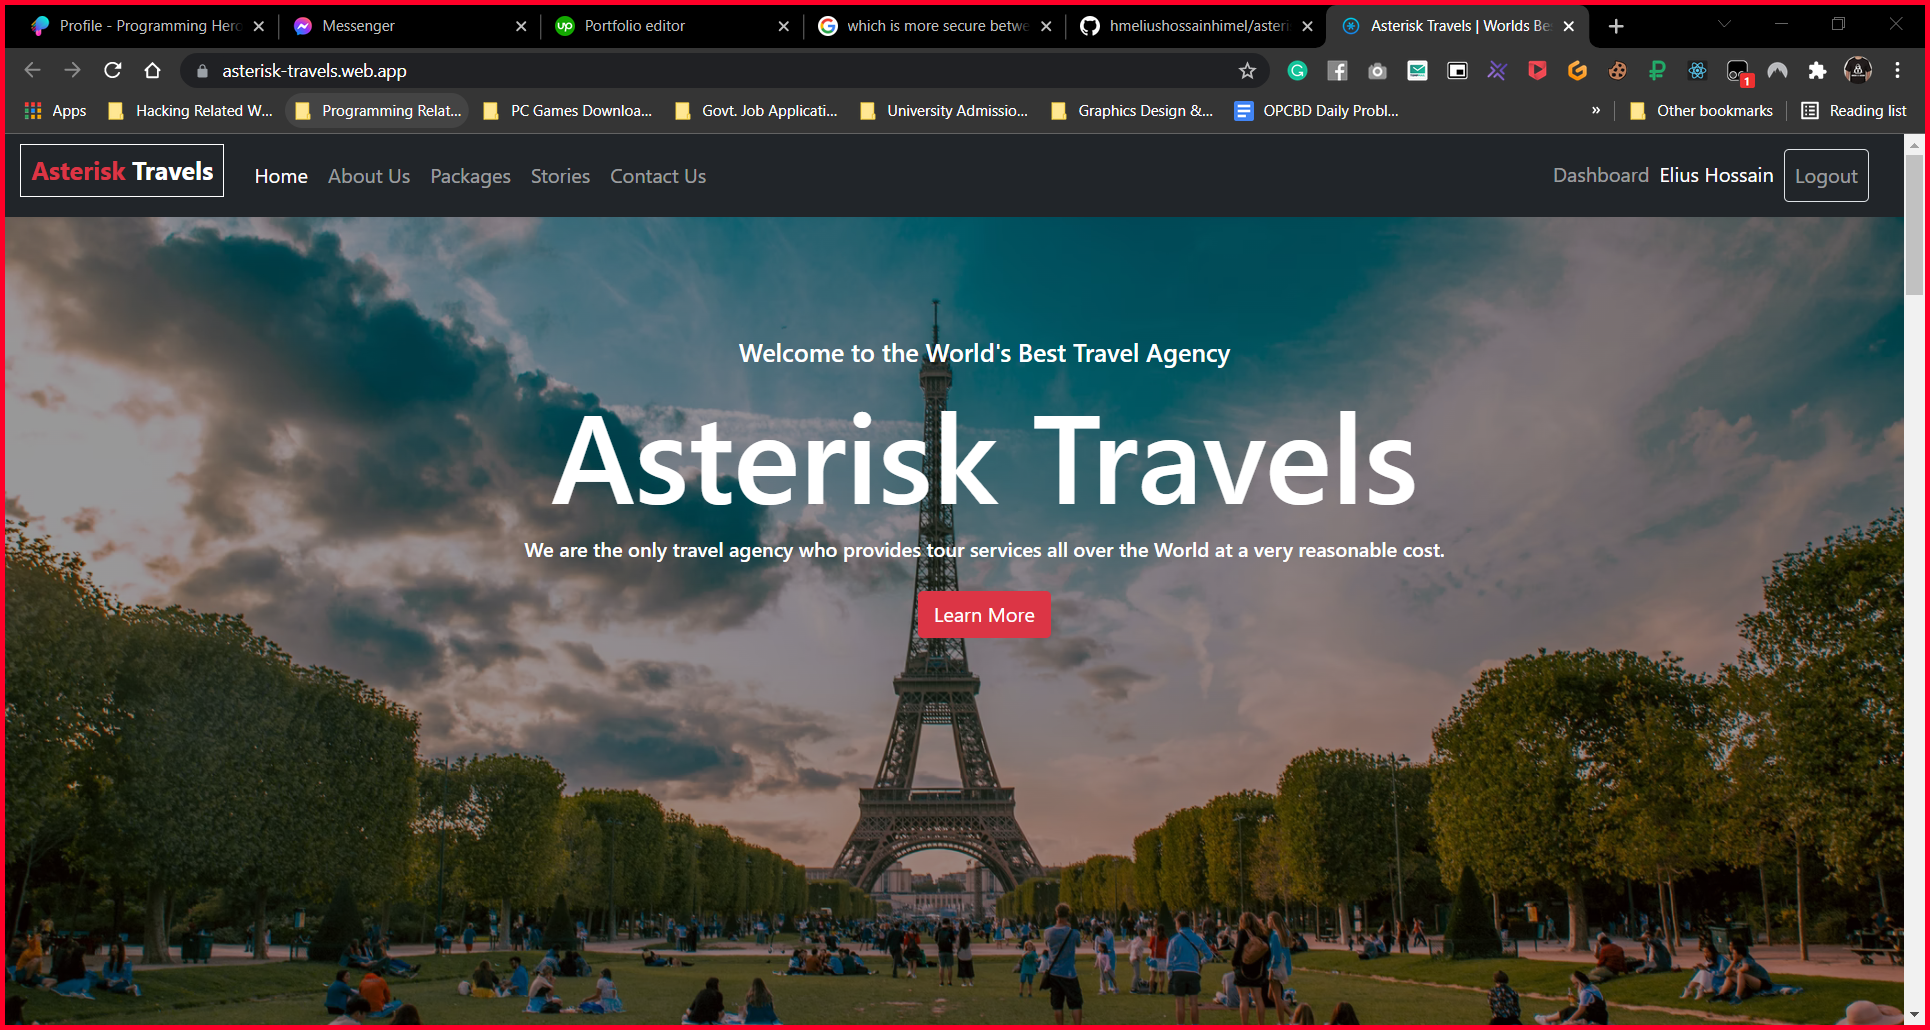 Profile - Programming Hero
Messenger
Portfolio editor
which is more secure betwe
hmeliushossainhimel/asteri
Asterisk Travels | Worlds Be
asterisk-travels.web.app
1
Apps
Hacking Related W...
Programming Relat...
PC Games Downloa...
Govt. Job Applicati...
University Admissio...
Graphics Design &...
OPCBD Daily Probl...
»
Other bookmarks
Reading list
Asterisk Travels
Home
About Us
Packages
Stories
Contact Us
Dashboard
Elius Hossain
Logout
Welcome to the World's Best Travel Agency
Asterisk Travels
We are the only travel agency who provides tour services all over the World at a very reasonable cost.
Learn More